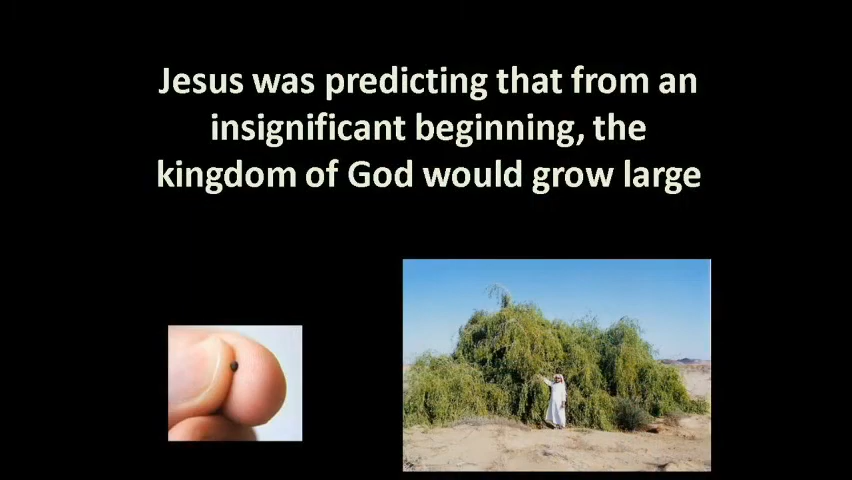 Jesus was predicting that from an
insignificant beginning, the
kingdom of God would grow large